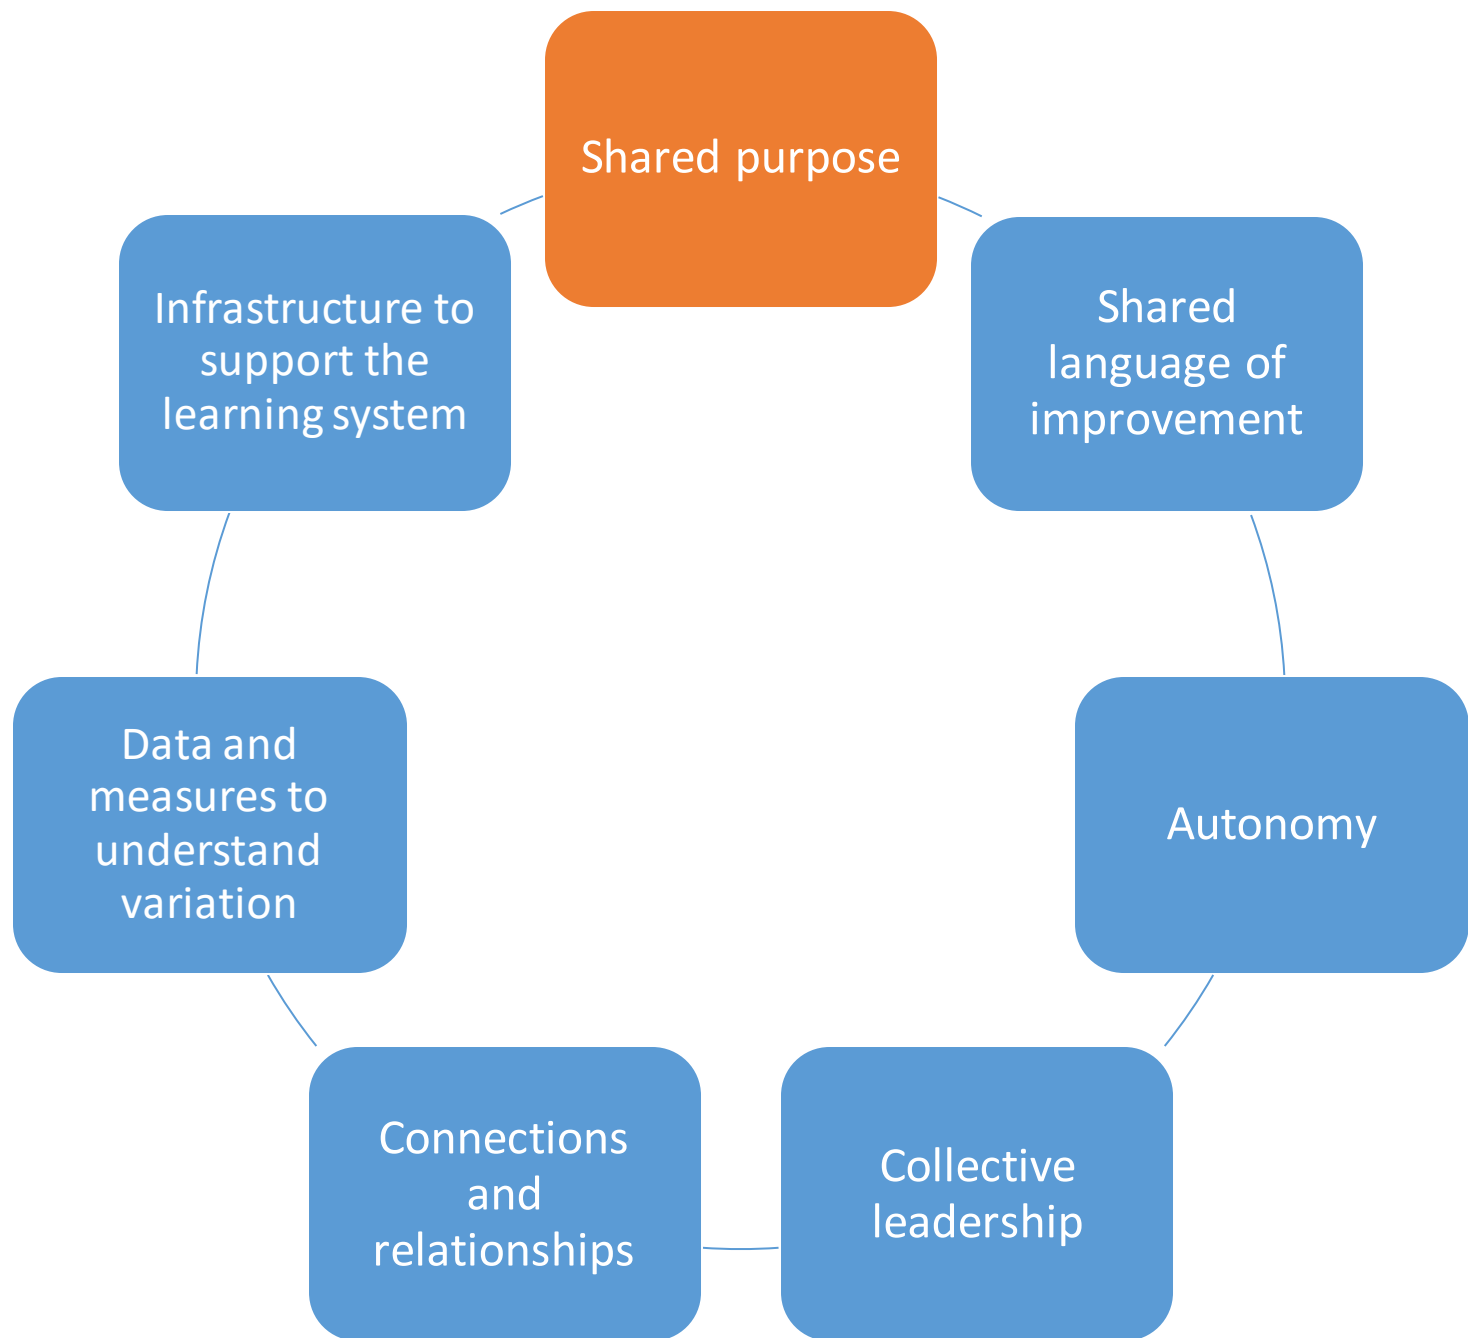 Shared purpose
Shared
language of
improvement
Autonomy
Collective
leadership
Connections
and
relationships
Data and
measures to
understand
variation
Infrastructure to
support the
learning system